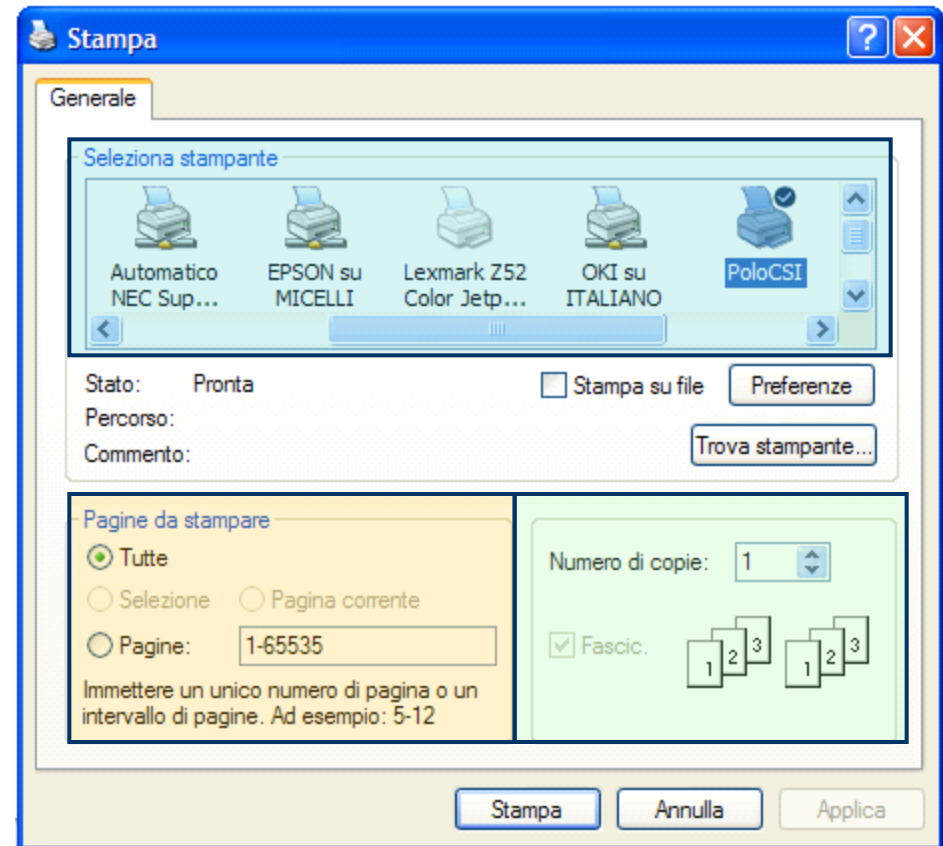 Stampa
Generale
Seleziona stampante
Automatico
NEC Sup...
EPSON su
MICELLI
Lexmark Z52
Color Jetp...
OKI su
ITALIANO
PoloCSI
Stato: Pronta
Stampa su file
Preferenze
Percorso:
Commento:
Trova stampante...
Pagine da stampare
Tutte
Selezione Pagina corrente
Pagine: 1-65535
Immettere un unico numero di pagina o un
intervallo di pagine. Ad esempio: 5-12
Numero di copie: 1
Fascic.
1 2 3 1 2 3
Stampa Annulla Applica